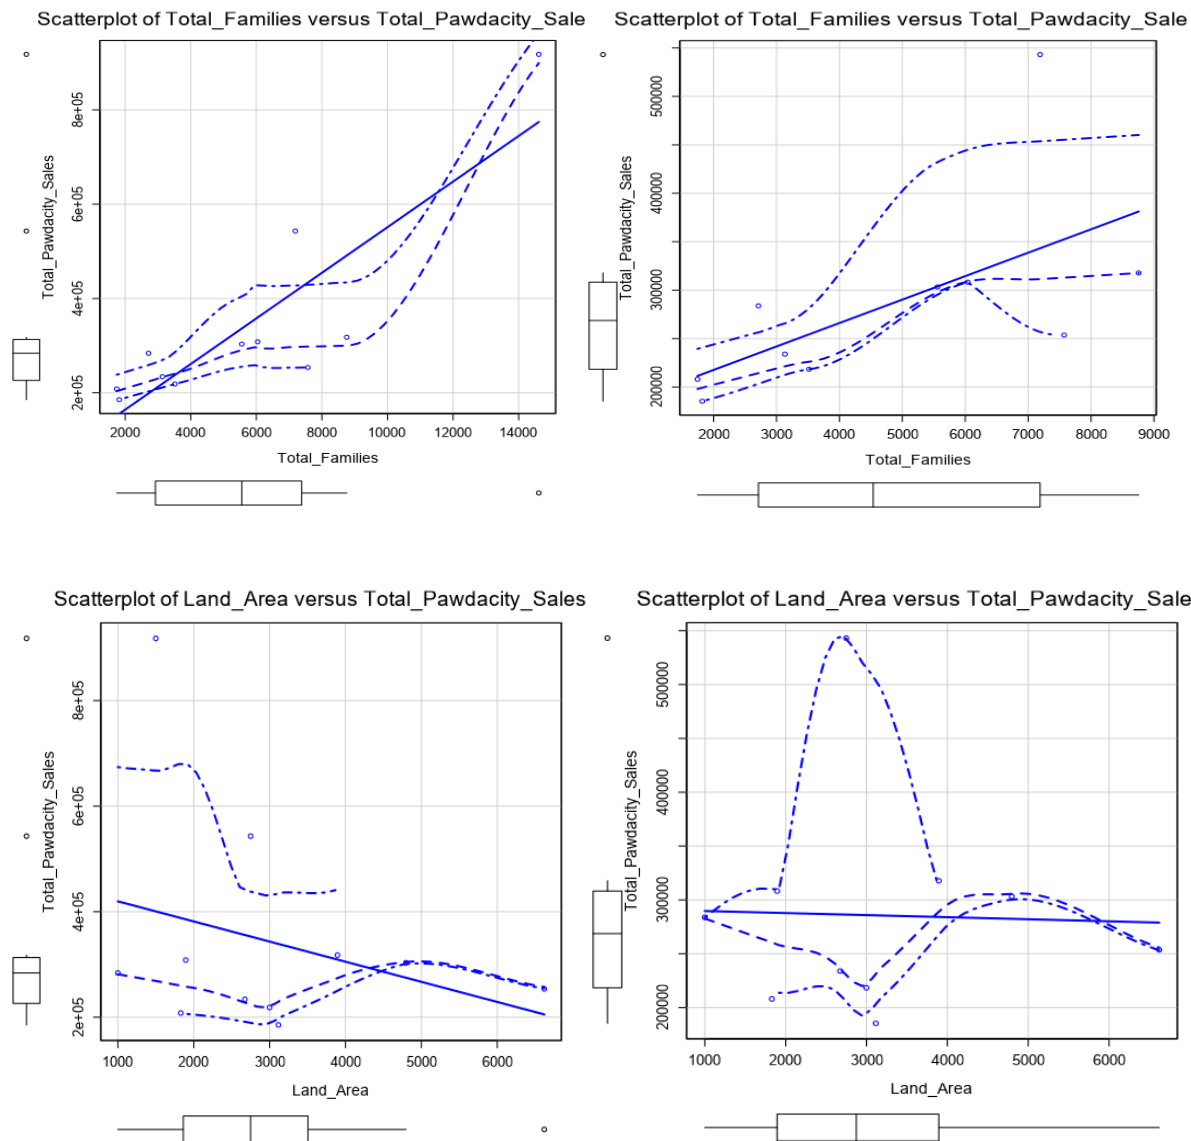 Scatterplot of Total_Families versus Total_Pawdacity_Sale
Total_Pawdacity_Sales
8e+05
6e+05
4e+05
2e+05
2000 4000 6000 8000 10000 12000 14000
Total_Families
Scatterplot of Total_Families versus Total_Pawdacity_Sale
Total_Pawdacity_Sales
500000
400000
300000
200000
2000 3000 4000 5000 6000 7000 8000 9000
Total_Families
Scatterplot of Land_Area versus Total_Pawdacity_Sales
Total_Pawdacity_Sales
8e+05
6e+05
4e+05
2e+05
1000 2000 3000 4000 5000 6000
Land_Area
Scatterplot of Land_Area versus Total_Pawdacity_Sale
Total_Pawdacity_Sales
500000
400000
300000
200000
1000 2000 3000 4000 5000 6000
Land_Area